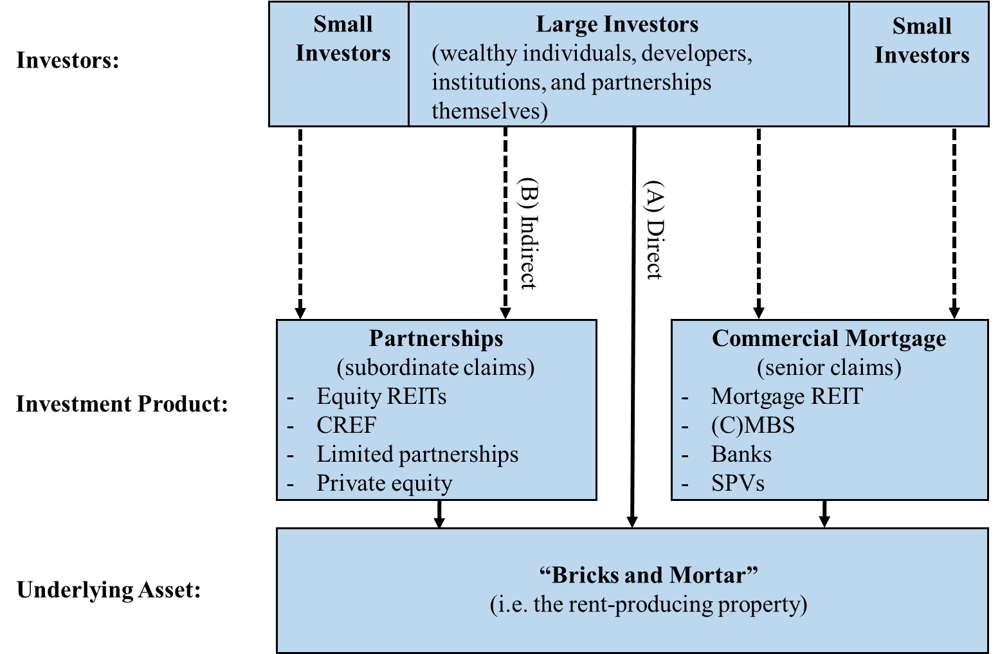 Investors:
Small
Investors
Large Investors
(wealthy individuals, developers,
institutions, and partnerships
themselves)
Small
Investors
(B) Indirect
(A) Direct
Investment Product:
Partnerships
(subordinate claims)
- Equity REITs
- CREF
- Limited partnerships
- Private equity
Commercial Mortgage
(senior claims)
- Mortgage REIT
- (C)MBS
- Banks
- SPVs
Underlying Asset:
“Bricks and Mortar”
(i.e. the rent-producing property)